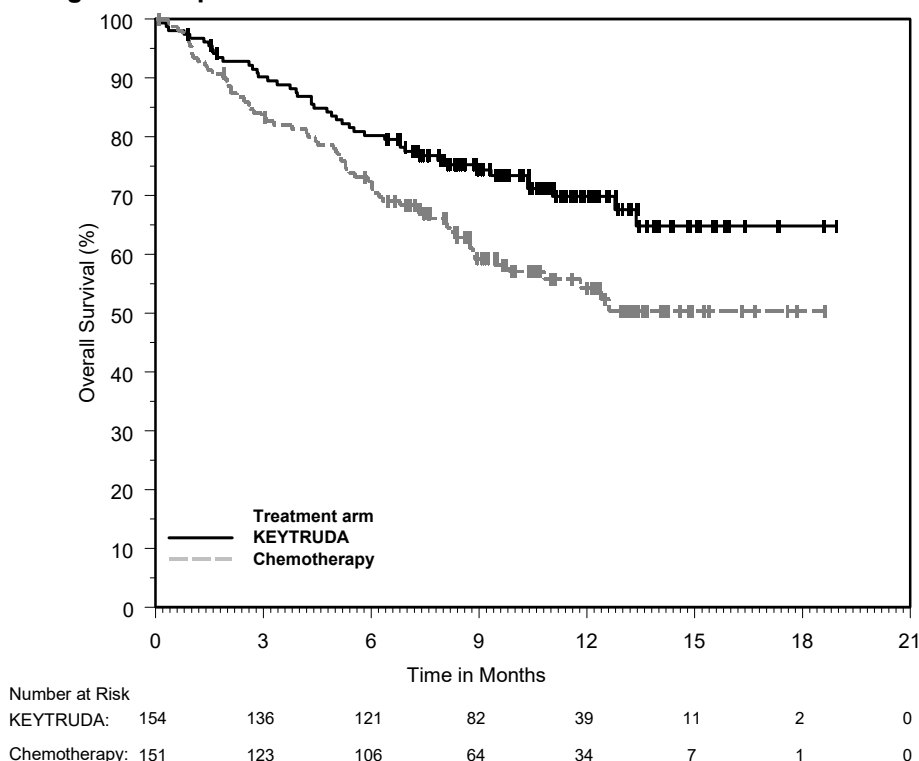 100
90
80
70
60
50
40
30
20
10
0
Overall Survival (%)
Treatment arm
KEYTRUDA
Chemotherapy
0 3 6 9 12 15 18 21
Time in Months
Number at Risk
KEYTRUDA: 154 136 121 82 39 11 2 0
Chemotherapy: 151 123 106 64 34 7 1 0